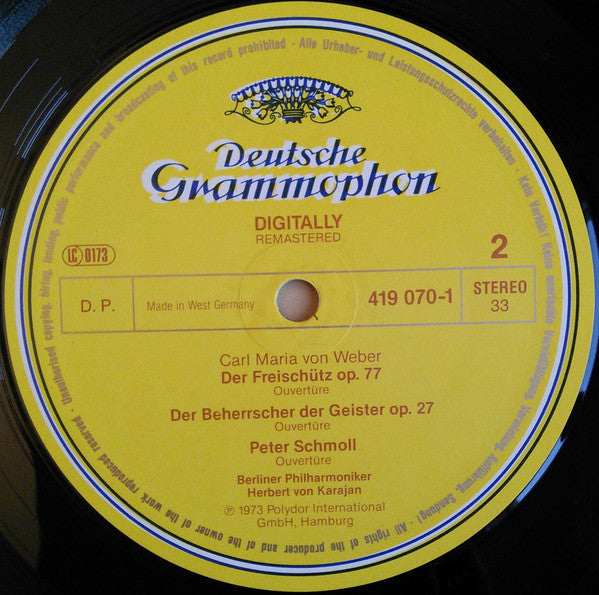 Deutsche
Grammophon
DIGITALLY
REMASTERED
LC 0173
2
D. P.
Made in West Germany
419 070-1
STEREO
33
Carl Maria von Weber
Der Freischütz op. 77
Ouvertüre
Der Beherrscher der Geister op. 27
Ouvertüre
Peter Schmoll
Ouvertüre
Berliner Philharmoniker
Herbert von Karajan
℗ 1973 Polydor International
GmbH, Hamburg
Alle Urheber- und Leistungsschutzrechte vorbehalten · Kein Verleih! Keine unerlaubte Vervielfältigung, Vermietung, Aufführung, Sendung! · All rights of the producer and of the owner of the work reproduced reserved · Unauthorised copying, hiring, lending, public performance and broadcasting of this record prohibited ·